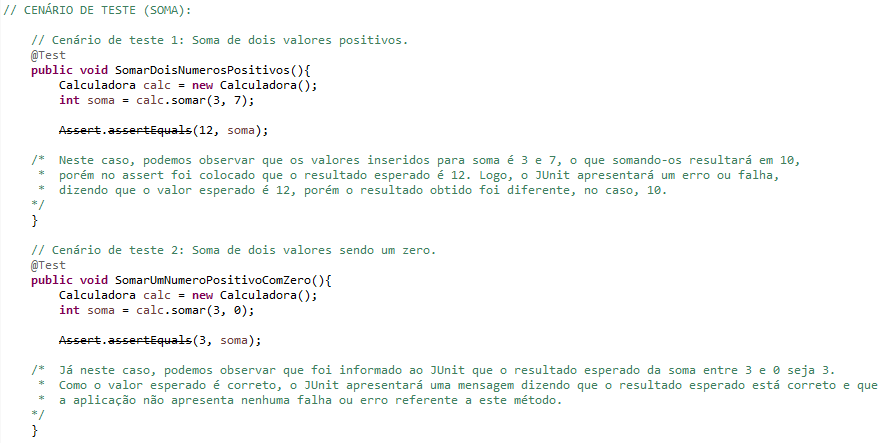 // CENÁRIO DE TESTE (SOMA):
// Cenário de teste 1: Soma de dois valores positivos.
@Test
public void SomarDoisNumerosPositivos(){
Calculadora calc = new Calculadora();
int soma = calc.somar(3, 7);
Assert.assertEquals(12, soma);
/*  Neste caso, podemos observar que os valores inseridos para soma é 3 e 7, o que somando-os resultará em 10,
*  porém no assert foi colocado que o resultado esperado é 12. Logo, o JUnit apresentará um erro ou falha,
*  dizendo que o valor esperado é 12, porém o resultado obtido foi diferente, no caso, 10.
*/
}
// Cenário de teste 2: Soma de dois valores sendo um zero.
@Test
public void SomarUmNumeroPositivoComZero(){
Calculadora calc = new Calculadora();
int soma = calc.somar(3, 0);
Assert.assertEquals(3, soma);
/*  Já neste caso, podemos observar que foi informado ao JUnit que o resultado esperado da soma entre 3 e 0 seja 3.
*  Como o valor esperado é correto, o JUnit apresentará uma mensagem dizendo que o resultado esperado está correto e que
*  a aplicação não apresenta nenhuma falha ou erro referente a este método.
*/
}